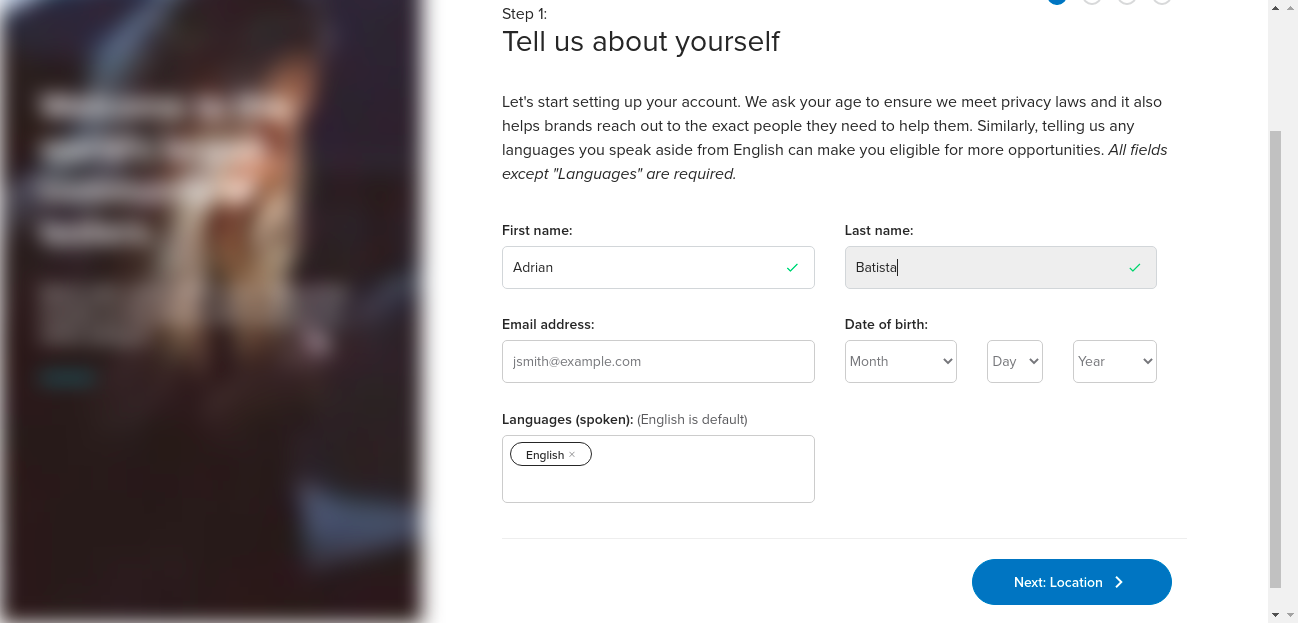 Step 1:
Tell us about yourself
Let's start setting up your account. We ask your age to ensure we meet privacy laws and it also
helps brands reach out to the exact people they need to help them. Similarly, telling us any
languages you speak aside from English can make you eligible for more opportunities. All fields
except "Languages" are required.
First name:
Last name:
Adrian
Batista
Email address:
Date of birth:
jsmith@example.com
Month
Day
Year
Languages (spoken): (English is default)
English ×
Next: Location